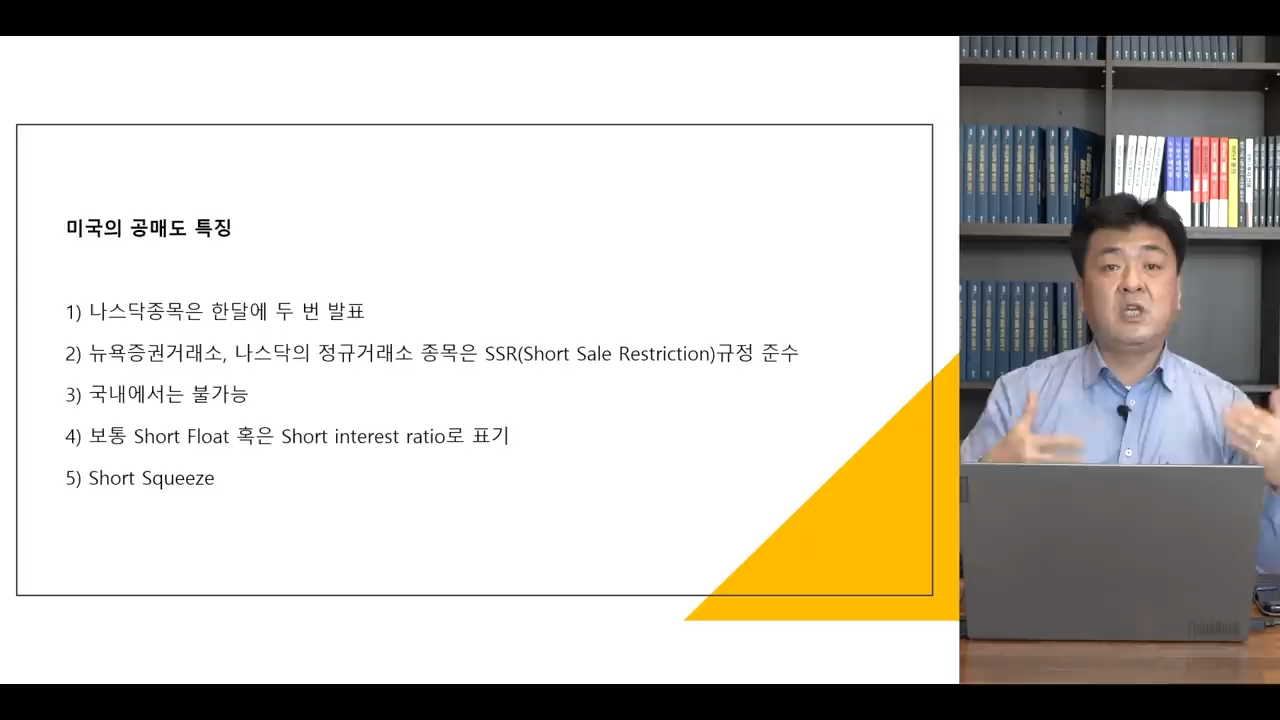 미국의 공매도 특징
1) 나스닥종목은 한달에 두 번 발표
2) 뉴욕증권거래소, 나스닥의 정규거래소 종목은 SSR(Short Sale Restriction)규정 준수
3) 국내에서는 불가능
4) 보통 Short Float 혹은 Short interest ratio로 표기
5) Short Squeeze
ThinkBook